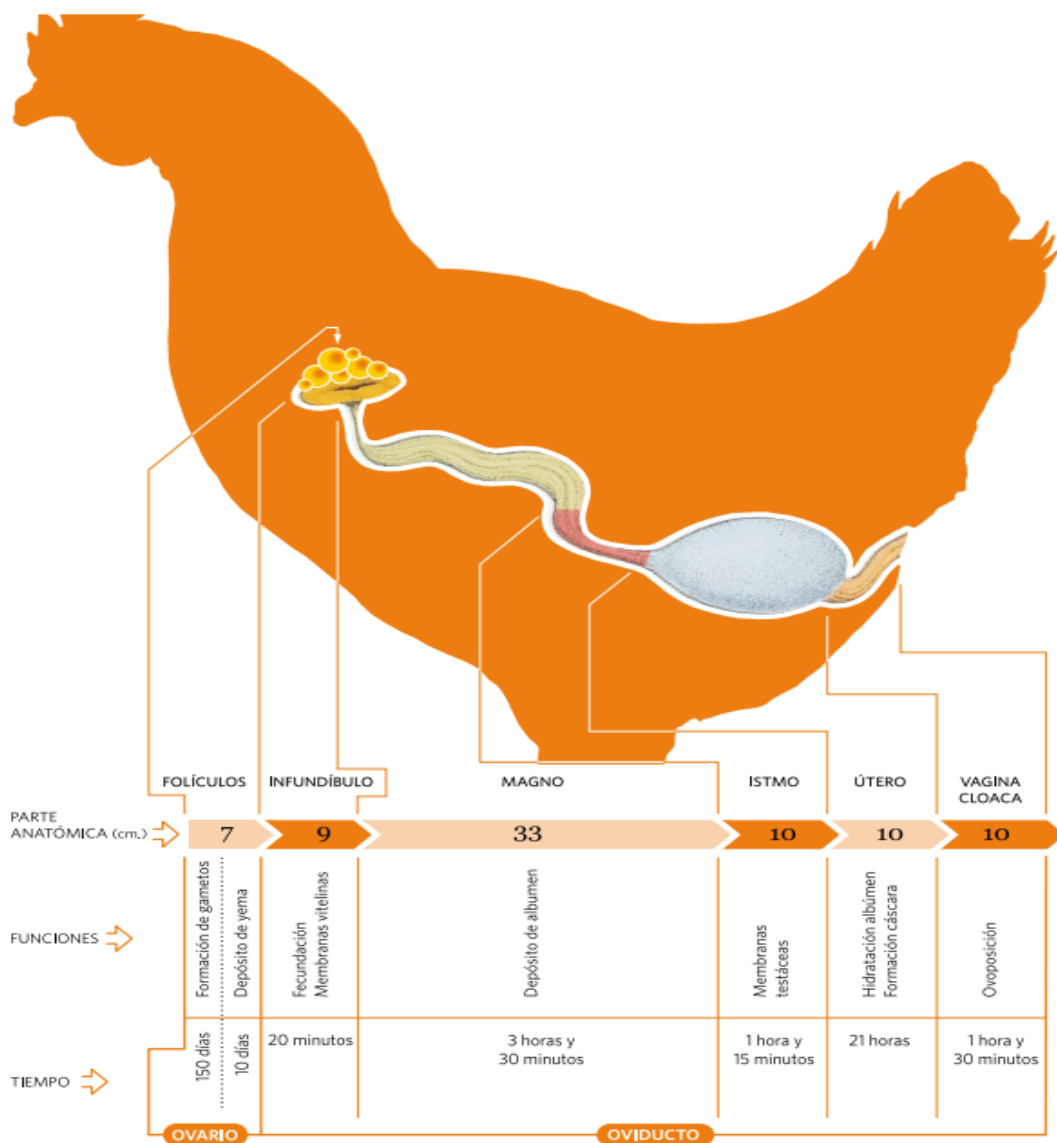 FOLÍCULOS
INFUNDÍBULO
MAGNO
ISTMO
ÚTERO
VAGINA
CLOACA
PARTE
ANATÓMICA (cm.)
7
9
33
10
10
10
FUNCIONES
Formación de gametos
Depósito de yema
Fecundación
Membranas vitelinas
Depósito de albumen
Membranas
testáceas
Hidratación albúmen
Formación cáscara
Ovoposición
TIEMPO
150 días
10 días
20 minutos
3 horas y
30 minutos
1 hora y
15 minutos
21 horas
1 hora y
30 minutos
OVARIO
OVIDUCTO